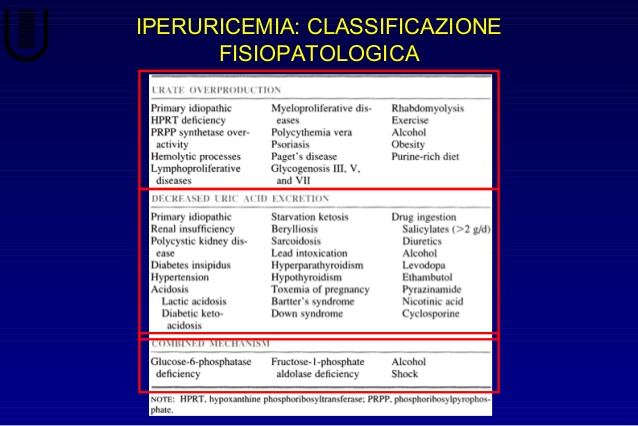 IPERURICEMIA: CLASSIFICAZIONE
FISIOPATOLOGICA
URATE OVERPRODUCTION
Primary idiopathic
HPRT deficiency
PRPP synthetase over-
activity
Hemolytic processes
Lymphoproliferative
diseases
Myeloproliferative dis-
eases
Polycythemia vera
Psoriasis
Paget's disease
Glycogenosis III, V,
and VII
Rhabdomyolysis
Exercise
Alcohol
Obesity
Purine-rich diet
DECREASED URIC ACID EXCRETION
Primary idiopathic
Renal insufficiency
Polycystic kidney dis-
ease
Diabetes insipidus
Hypertension
Acidosis
Lactic acidosis
Diabetic keto-
acidosis
Starvation ketosis
Berylliosis
Sarcoidosis
Lead intoxication
Hyperparathyroidism
Hypothyroidism
Toxemia of pregnancy
Bartter's syndrome
Down syndrome
Drug ingestion
Salicylates (>2 g/d)
Diuretics
Alcohol
Levodopa
Ethambutol
Pyrazinamide
Nicotinic acid
Cyclosporine
COMBINED MECHANISM
Glucose-6-phosphatase
deficiency
Fructose-1-phosphate
aldolase deficiency
Alcohol
Shock
NOTE: HPRT, hypoxanthine phosphoribosyltransferase; PRPP, phosphoribosylpyrophos-
phate.